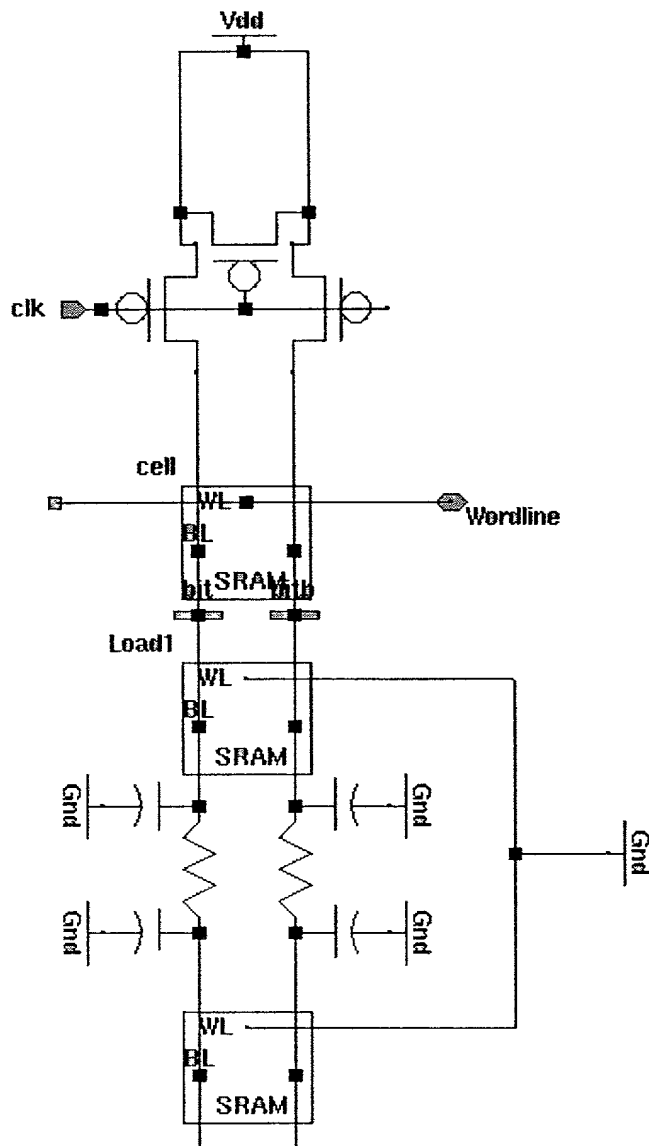 Vdd
clk
cell
WL
Wordline
BL
SRAM
bit bitb
Load1
WL
BL
SRAM
Gnd Gnd
Gnd
Gnd Gnd
WL
BL
SRAM